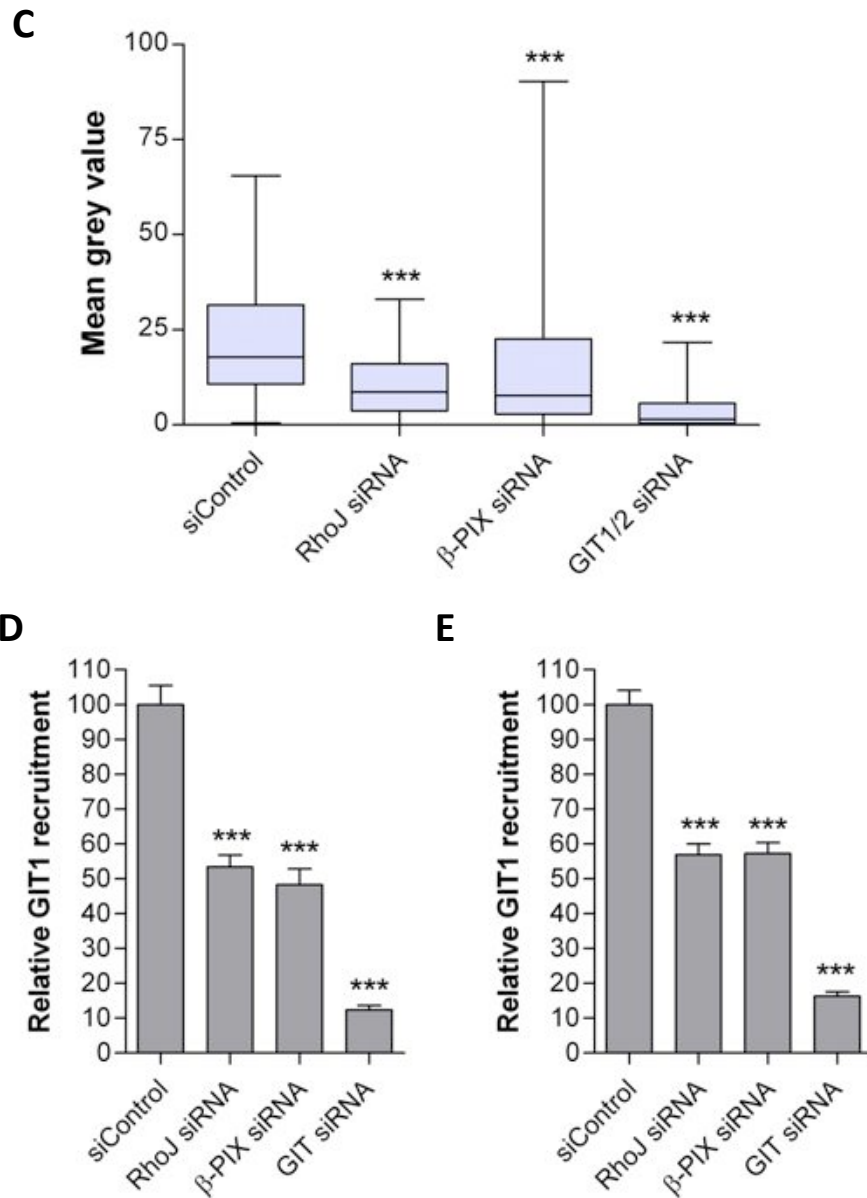 C
Mean grey value
100
75
50
25
0
***
***
***
siControl
RhoJ siRNA
β-PIX siRNA
GIT1/2 siRNA
D
Relative GIT1 recruitment
110
100
90
80
70
60
50
40
30
20
10
0
***
***
***
siControl
RhoJ siRNA
β-PIX siRNA
GIT siRNA
E
Relative GIT1 recruitment
110
100
90
80
70
60
50
40
30
20
10
0
***
***
***
siControl
RhoJ siRNA
β-PIX siRNA
GIT siRNA